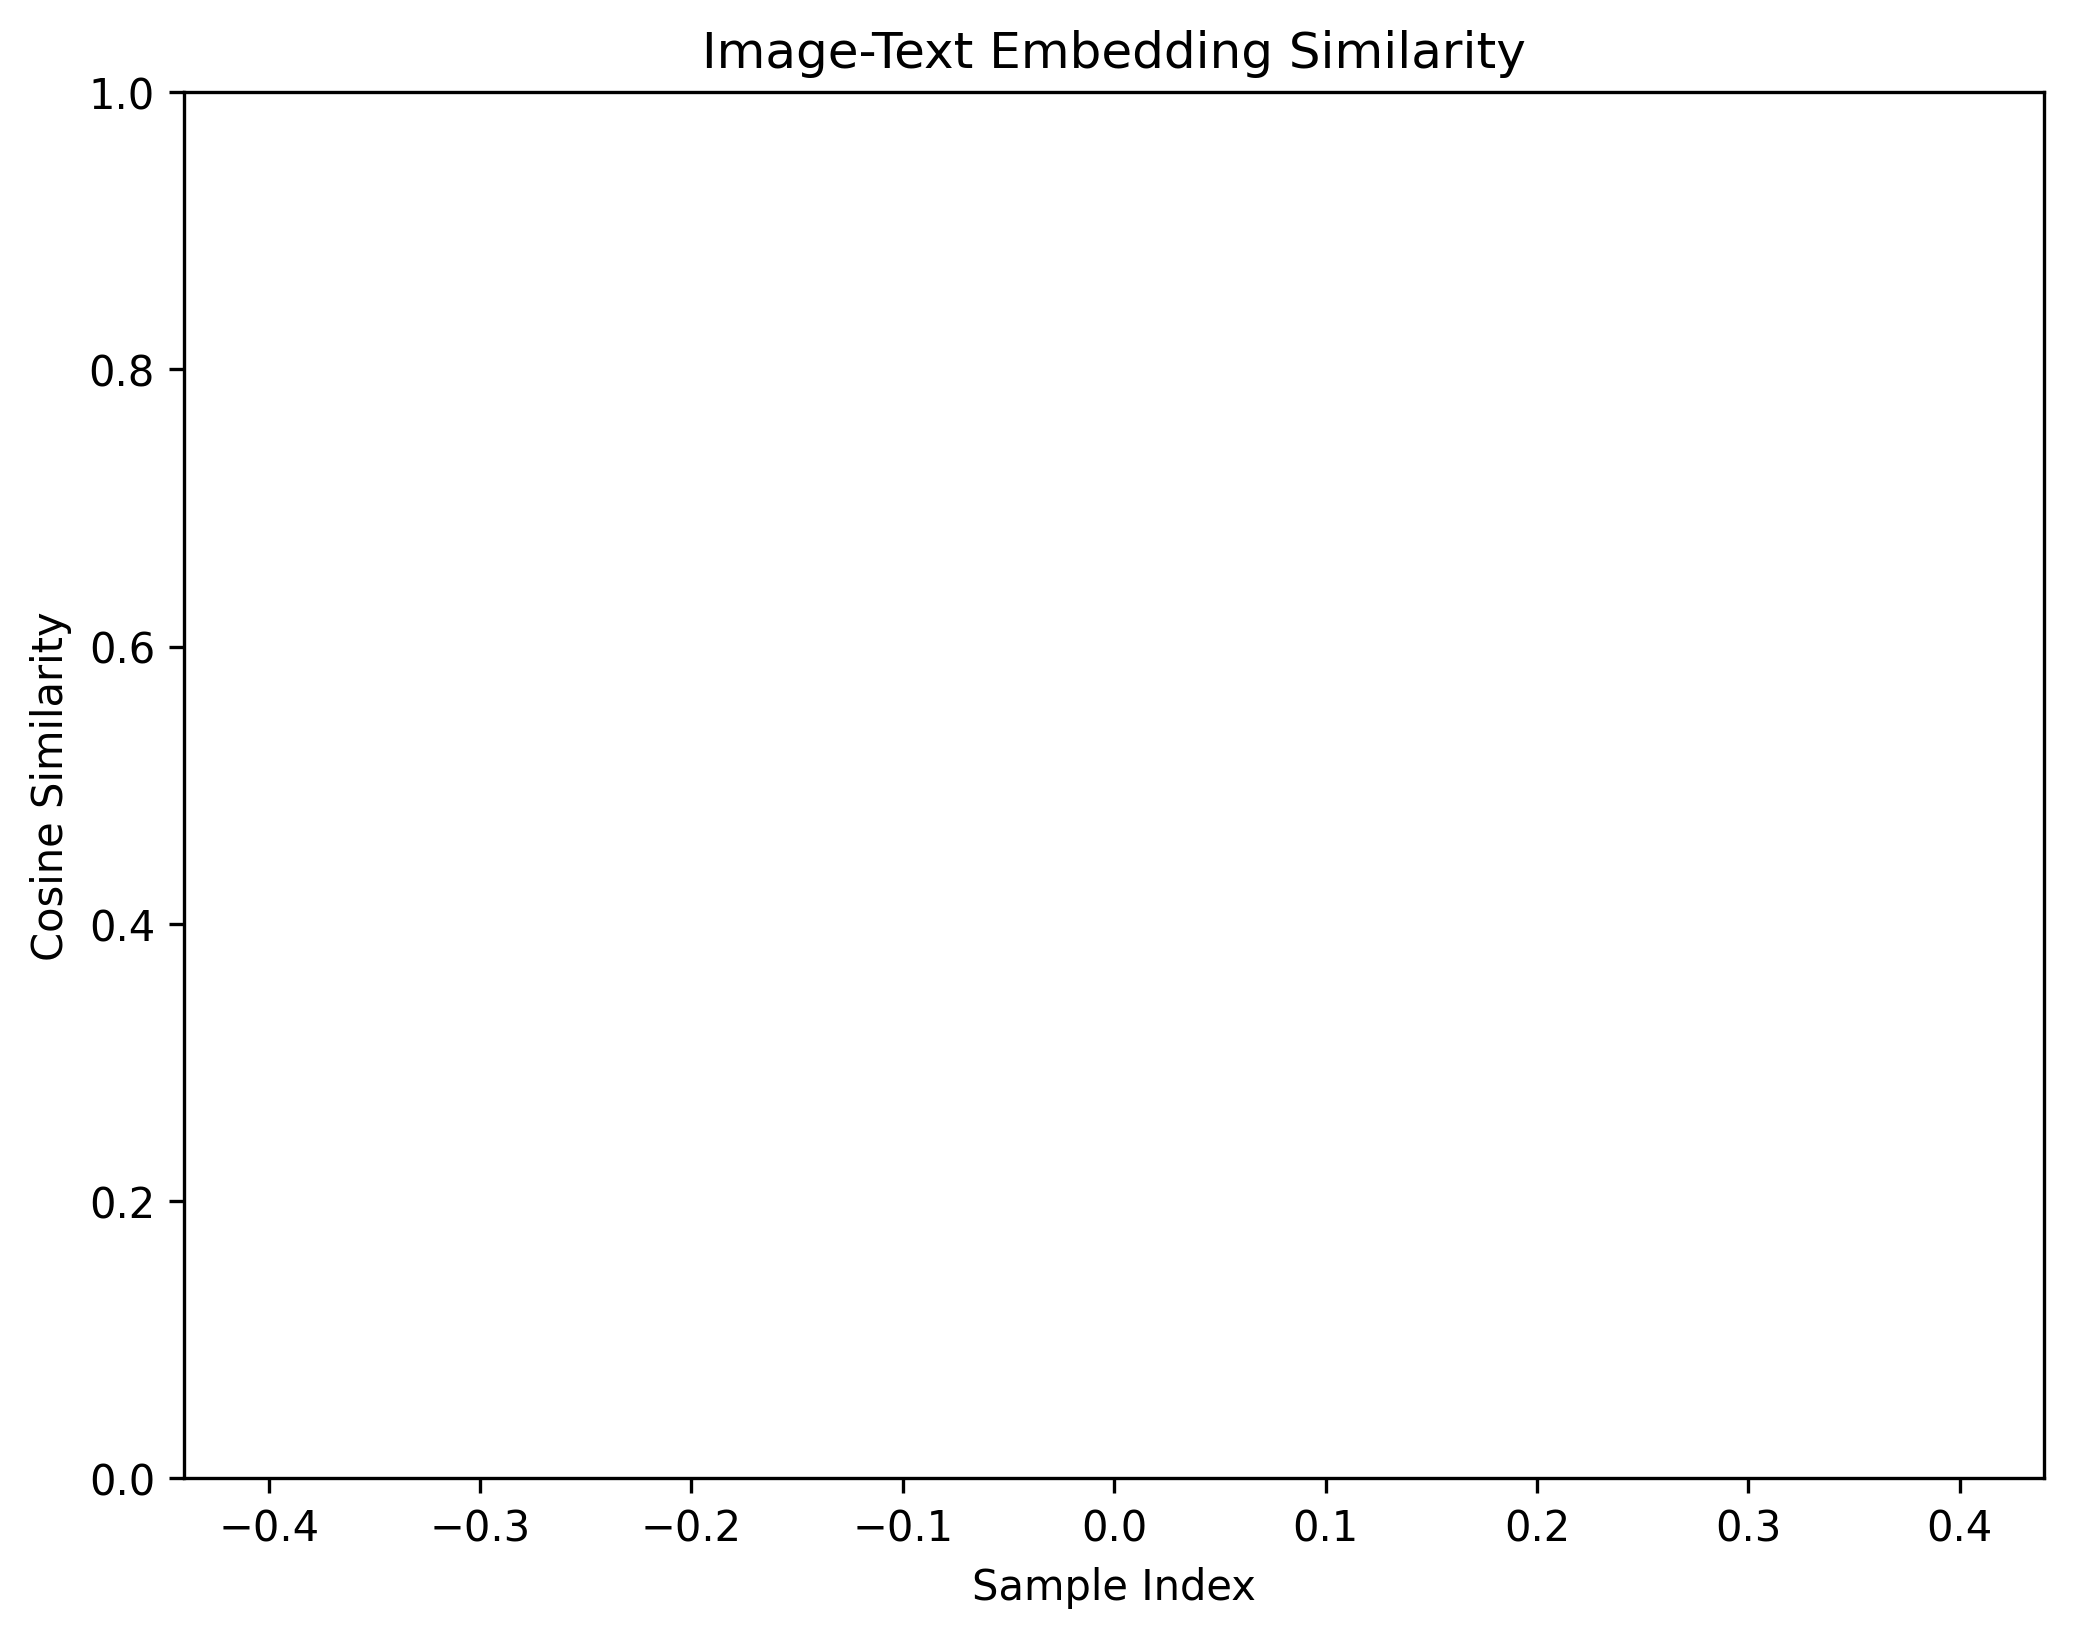 Image-Text Embedding Similarity
1.0
0.8
0.6
0.4
0.2
0.0
Cosine Similarity
−0.4 −0.3 −0.2 −0.1 0.0 0.1 0.2 0.3 0.4
Sample Index